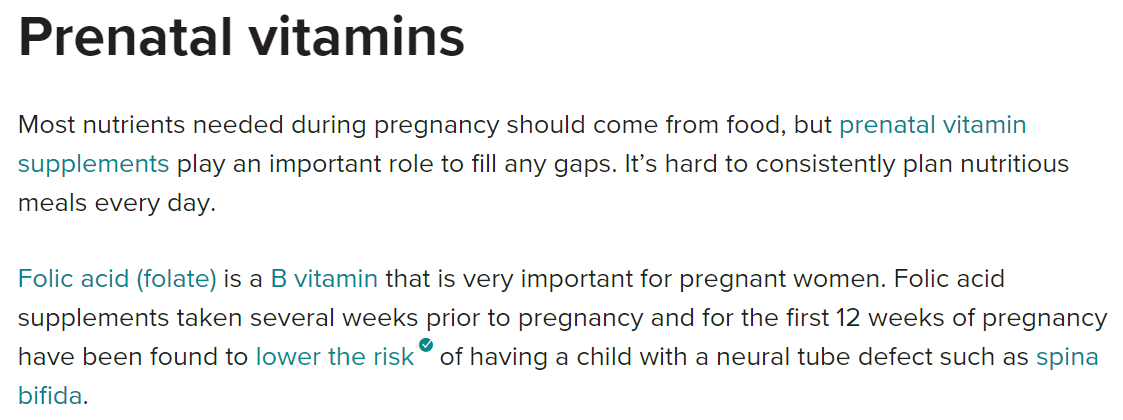 Prenatal vitamins
Most nutrients needed during pregnancy should come from food, but prenatal vitamin
supplements play an important role to fill any gaps. It’s hard to consistently plan nutritious
meals every day.
Folic acid (folate) is a B vitamin that is very important for pregnant women. Folic acid
supplements taken several weeks prior to pregnancy and for the first 12 weeks of pregnancy
have been found to lower the risk of having a child with a neural tube defect such as spina
bifida.